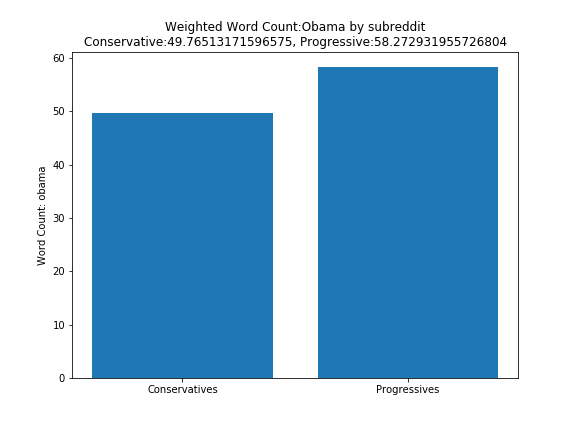 Weighted Word Count:Obama by subreddit
Conservative:49.76513171596575, Progressive:58.272931955726804
60
50
40
30
20
10
0
Word Count: obama
Conservatives
Progressives